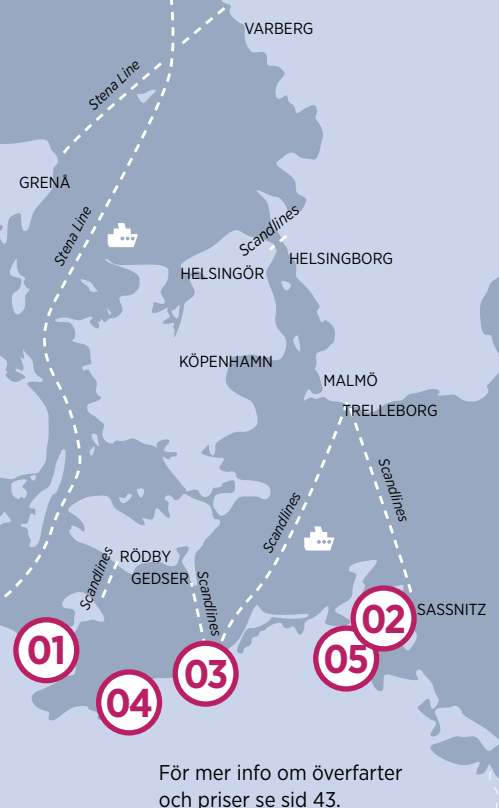 VARBERG
Stena Line
GRENÅ
Stena Line
Scandlines
HELSINGÖR
HELSINGBORG
KÖPENHAMN
MALMÖ
TRELLEBORG
Scandlines
Scandlines
RÖDBY
GEDSER
Scandlines
Scandlines
SASSNITZ
01
02
03
04
05
För mer info om överfarter
och priser se sid 43.